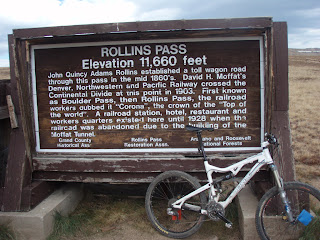 ROLLINS PASS
Elevation 11,660 feet
John Quincy Adams Rollins established a toll wagon road
through this pass in the mid 1860's. David H. Moffat's
Denver, Northwestern and Pacific Railway crossed the
Continental Divide at this point in 1903. First known
as Boulder Pass, then Rollins Pass, the railroad
workers dubbed it "Corona", the crown of the "Top of
the world". A railroad station, hotel, restaurant and
workers quarters existed here until 1928 when the
railroad was abandoned due to the building of the
Moffat Tunnel.
Grand County
Historical Assn.
Rollins Pass
Restoration Assn.
and Roosevelt
National Forests